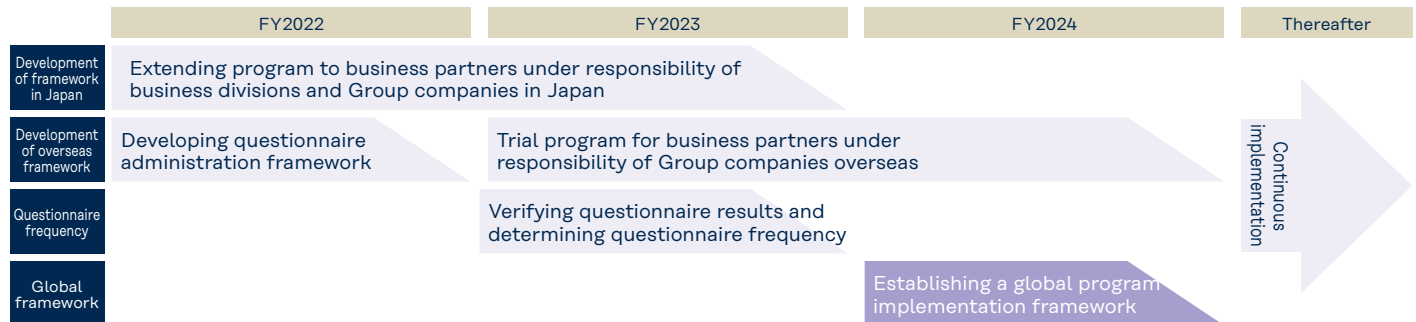 FY2022
FY2023
FY2024
Thereafter
Development
of framework
in Japan
Extending program to business partners under responsibility of
business divisions and Group companies in Japan
Development
of overseas
framework
Developing questionnaire
administration framework
Trial program for business partners under
responsibility of Group companies overseas
Questionnaire
frequency
Verifying questionnaire results and
determining questionnaire frequency
Global
framework
Establishing a global program
implementation framework
Continuous
implementation